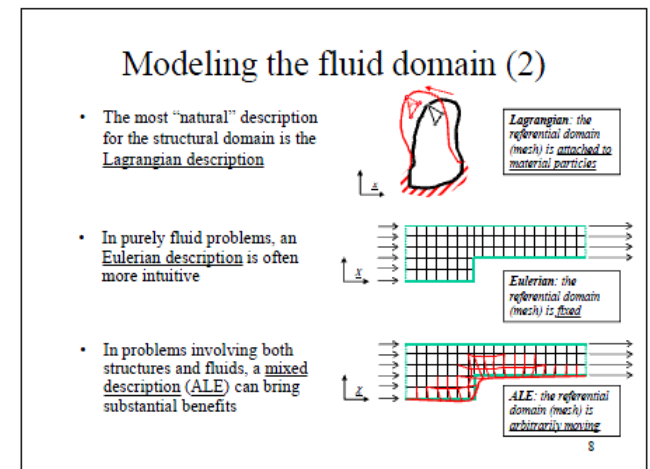 Modeling the fluid domain (2)
• The most “natural” description
for the structural domain is the
Lagrangian description
Lagrangian: the
referential domain
(mesh) is attached to
material particles
x
• In purely fluid problems, an
Eulerian description is often
more intuitive
x
Eulerian: the
referential domain
(mesh) is fixed
• In problems involving both
structures and fluids, a mixed
description (ALE) can bring
substantial benefits
x
ALE: the referential
domain (mesh) is
arbitrarily moving
8